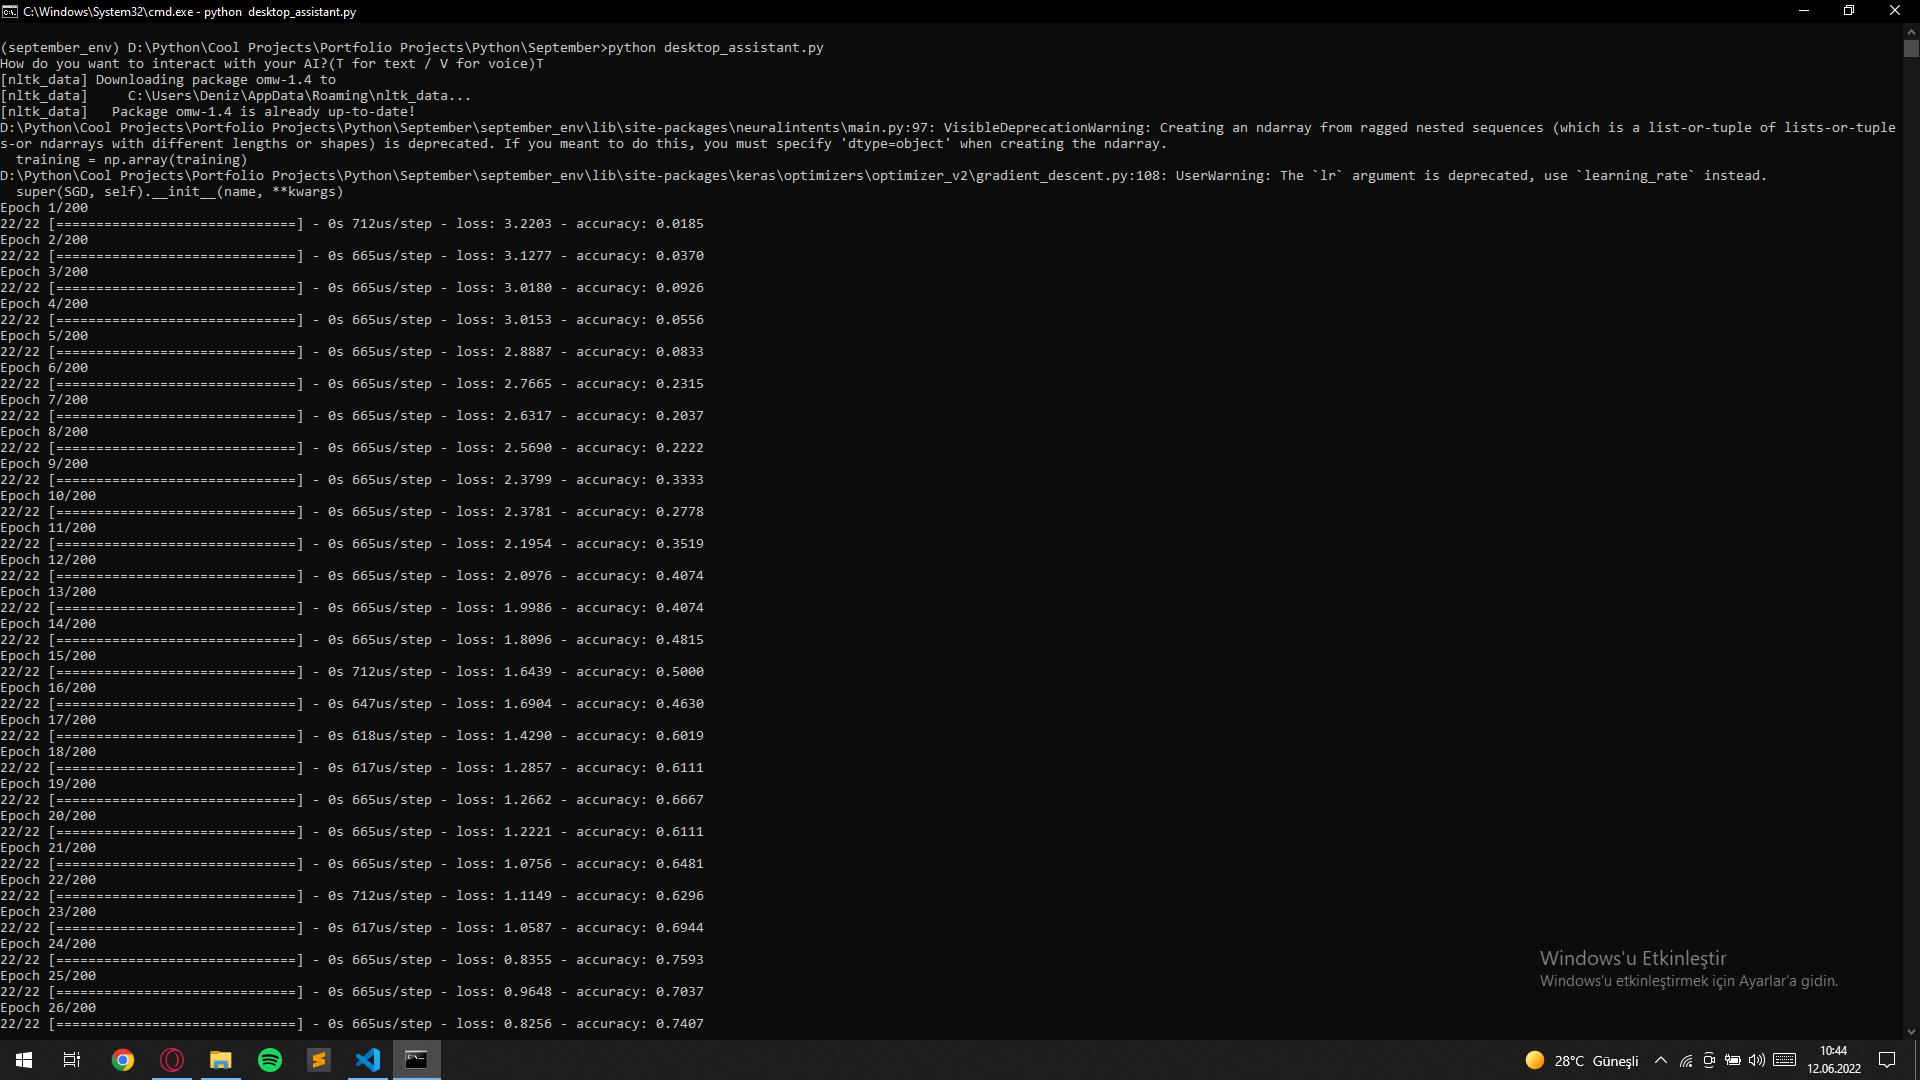 C:\Windows\System32\cmd.exe - python  desktop_assistant.py
(september_env) D:\Python\Cool Projects\Portfolio Projects\Python\September>python desktop_assistant.py
How do you want to interact with your AI?(T for text / V for voice)T
[nltk_data] Downloading package omw-1.4 to
[nltk_data]     C:\Users\Deniz\AppData\Roaming\nltk_data...
[nltk_data]   Package omw-1.4 is already up-to-date!
D:\Python\Cool Projects\Portfolio Projects\Python\September\september_env\lib\site-packages\neuralintents\main.py:97: VisibleDeprecationWarning: Creating an ndarray from ragged nested sequences (which is a list-or-tuple of lists-or-tuple
s-or ndarrays with different lengths or shapes) is deprecated. If you meant to do this, you must specify 'dtype=object' when creating the ndarray.
  training = np.array(training)
D:\Python\Cool Projects\Portfolio Projects\Python\September\september_env\lib\site-packages\keras\optimizers\optimizer_v2\gradient_descent.py:108: UserWarning: The `lr` argument is deprecated, use `learning_rate` instead.
  super(SGD, self).__init__(name, **kwargs)
Epoch 1/200
22/22 [==============================] - 0s 712us/step - loss: 3.2203 - accuracy: 0.0185
Epoch 2/200
22/22 [==============================] - 0s 665us/step - loss: 3.1277 - accuracy: 0.0370
Epoch 3/200
22/22 [==============================] - 0s 665us/step - loss: 3.0180 - accuracy: 0.0926
Epoch 4/200
22/22 [==============================] - 0s 665us/step - loss: 3.0153 - accuracy: 0.0556
Epoch 5/200
22/22 [==============================] - 0s 665us/step - loss: 2.8887 - accuracy: 0.0833
Epoch 6/200
22/22 [==============================] - 0s 665us/step - loss: 2.7665 - accuracy: 0.2315
Epoch 7/200
22/22 [==============================] - 0s 665us/step - loss: 2.6317 - accuracy: 0.2037
Epoch 8/200
22/22 [==============================] - 0s 665us/step - loss: 2.5690 - accuracy: 0.2222
Epoch 9/200
22/22 [==============================] - 0s 665us/step - loss: 2.3799 - accuracy: 0.3333
Epoch 10/200
22/22 [==============================] - 0s 665us/step - loss: 2.3781 - accuracy: 0.2778
Epoch 11/200
22/22 [==============================] - 0s 665us/step - loss: 2.1954 - accuracy: 0.3519
Epoch 12/200
22/22 [==============================] - 0s 665us/step - loss: 2.0976 - accuracy: 0.4074
Epoch 13/200
22/22 [==============================] - 0s 665us/step - loss: 1.9986 - accuracy: 0.4074
Epoch 14/200
22/22 [==============================] - 0s 665us/step - loss: 1.8096 - accuracy: 0.4815
Epoch 15/200
22/22 [==============================] - 0s 712us/step - loss: 1.6439 - accuracy: 0.5000
Epoch 16/200
22/22 [==============================] - 0s 647us/step - loss: 1.6904 - accuracy: 0.4630
Epoch 17/200
22/22 [==============================] - 0s 618us/step - loss: 1.4290 - accuracy: 0.6019
Epoch 18/200
22/22 [==============================] - 0s 617us/step - loss: 1.2857 - accuracy: 0.6111
Epoch 19/200
22/22 [==============================] - 0s 665us/step - loss: 1.2662 - accuracy: 0.6667
Epoch 20/200
22/22 [==============================] - 0s 665us/step - loss: 1.2221 - accuracy: 0.6111
Epoch 21/200
22/22 [==============================] - 0s 665us/step - loss: 1.0756 - accuracy: 0.6481
Epoch 22/200
22/22 [==============================] - 0s 712us/step - loss: 1.1149 - accuracy: 0.6296
Epoch 23/200
22/22 [==============================] - 0s 617us/step - loss: 1.0587 - accuracy: 0.6944
Epoch 24/200
22/22 [==============================] - 0s 665us/step - loss: 0.8355 - accuracy: 0.7593
Epoch 25/200
22/22 [==============================] - 0s 665us/step - loss: 0.9648 - accuracy: 0.7037
Epoch 26/200
22/22 [==============================] - 0s 665us/step - loss: 0.8256 - accuracy: 0.7407
Windows'u Etkinleştir
Windows'u etkinleştirmek için Ayarlar'a gidin.
28°C  Güneşli
10:44
12.06.2022